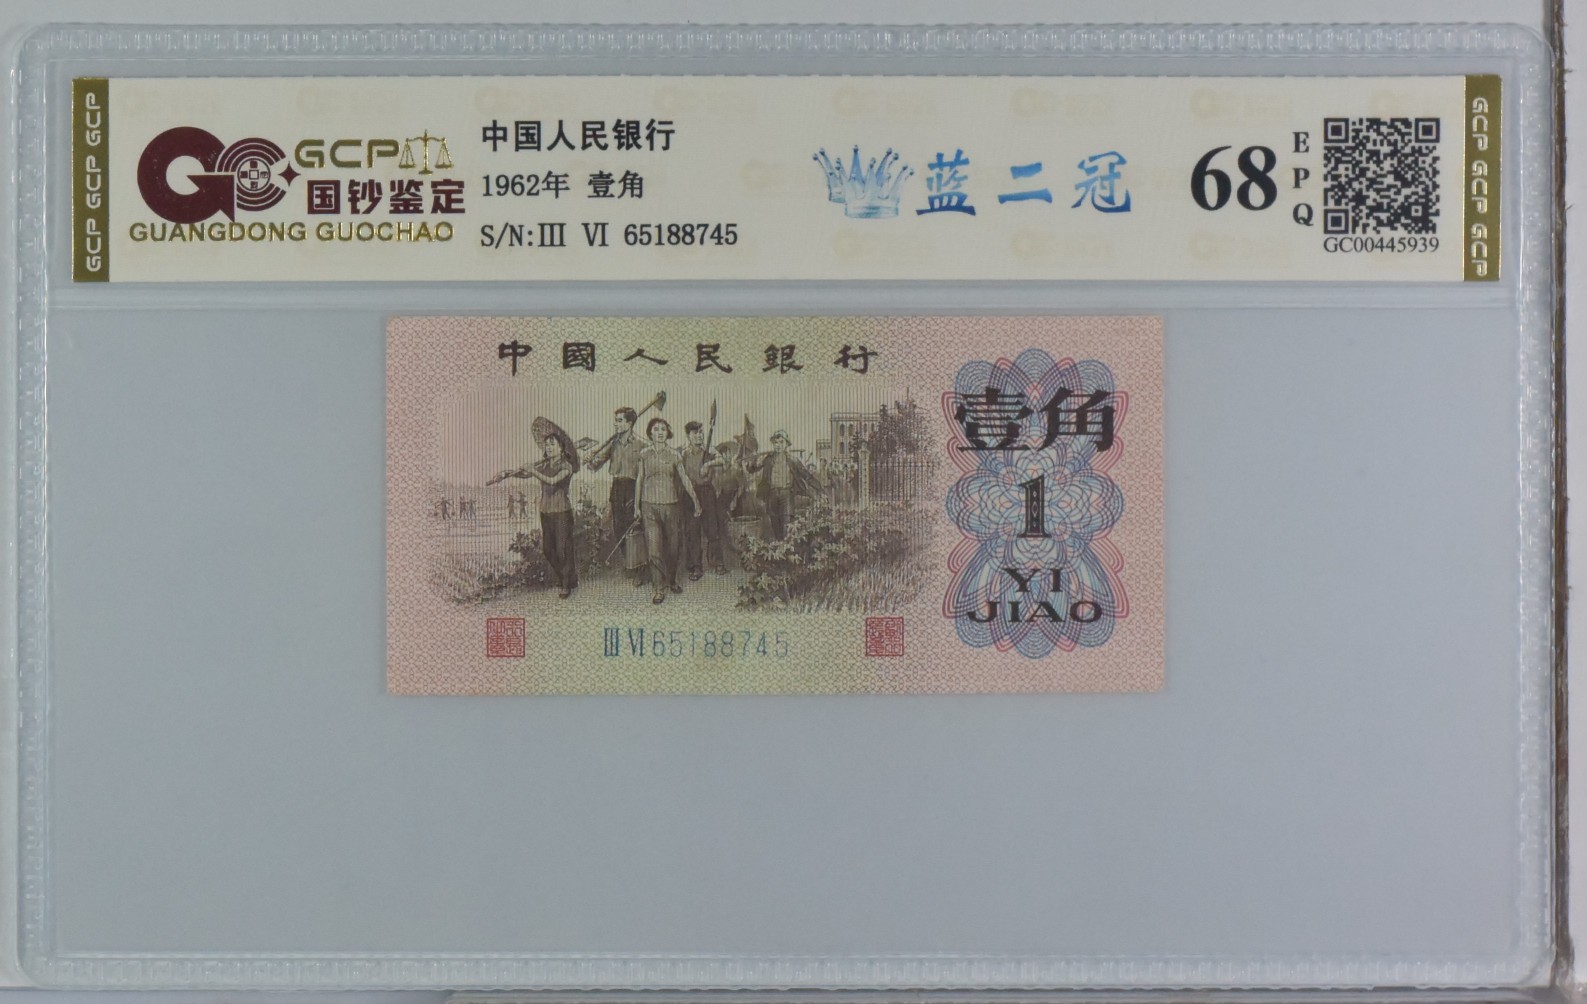 GCP GCP GCP
GCP
国钞鉴定
GUANGDONG GUOCHAO
中国人民银行
1962年 壹角
S/N:III VI 65188745
蓝二冠
68
EPQ
GC00445939
GCP GCP GCP
中國人民銀行
壹角
1
YI
JIAO
III VI 65188745